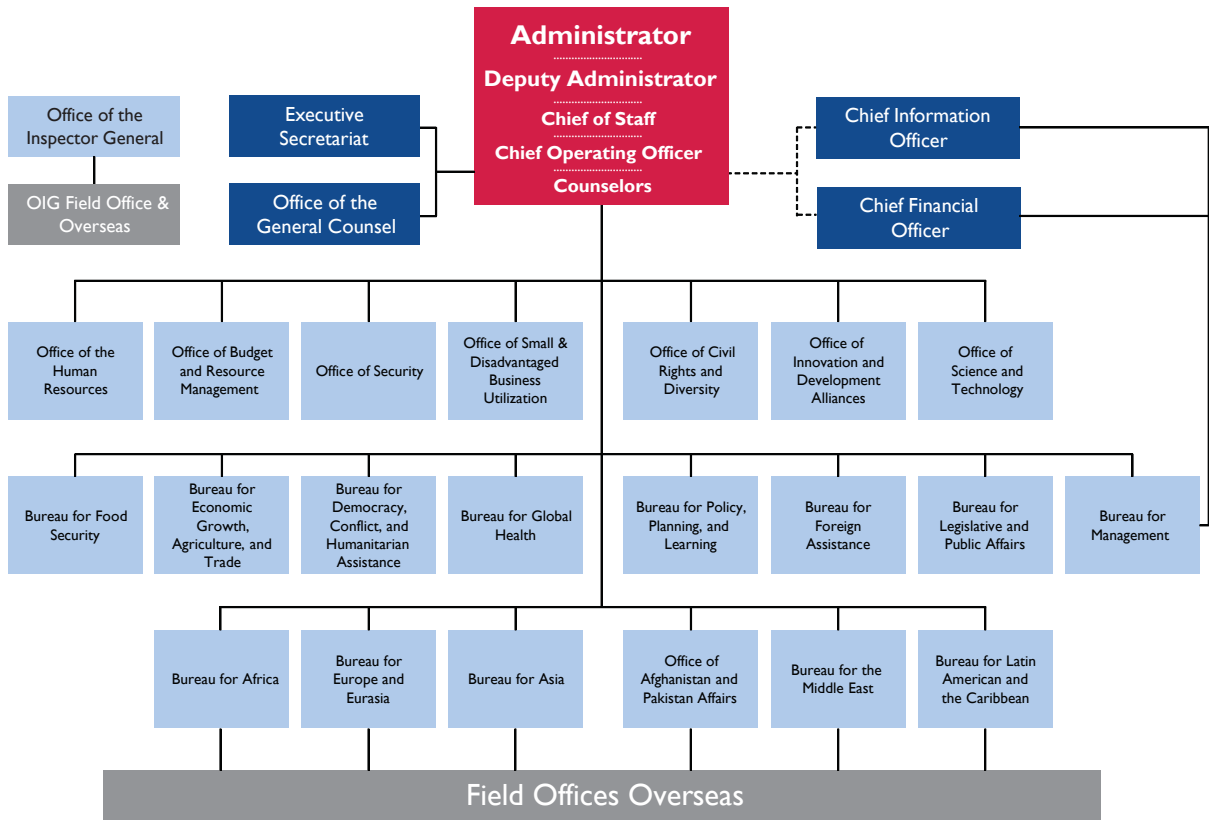 Administrator
Deputy Administrator
Chief of Staff
Chief Operating Officer
Counselors
Office of the
Inspector General
OIG Field Office &
Overseas
Executive
Secretariat
Office of the
General Counsel
Chief Information
Officer
Chief Financial
Officer
Office of the
Human
Resources
Office of Budget
and Resource
Management
Office of Security
Office of Small &
Disadvantaged
Business
Utilization
Office of Civil
Rights and
Diversity
Office of
Innovation and
Development
Alliances
Office of
Science and
Technology
Bureau for Food
Security
Bureau for
Economic
Growth,
Agriculture, and
Trade
Bureau for
Democracy,
Conflict, and
Humanitarian
Assistance
Bureau for Global
Health
Bureau for Policy,
Planning, and
Learning
Bureau for
Foreign
Assistance
Bureau for
Legislative and
Public Affairs
Bureau for
Management
Bureau for Africa
Bureau for
Europe and
Eurasia
Bureau for Asia
Office of
Afghanistan and
Pakistan Affairs
Bureau for the
Middle East
Bureau for Latin
American and
the Caribbean
Field Offices Overseas